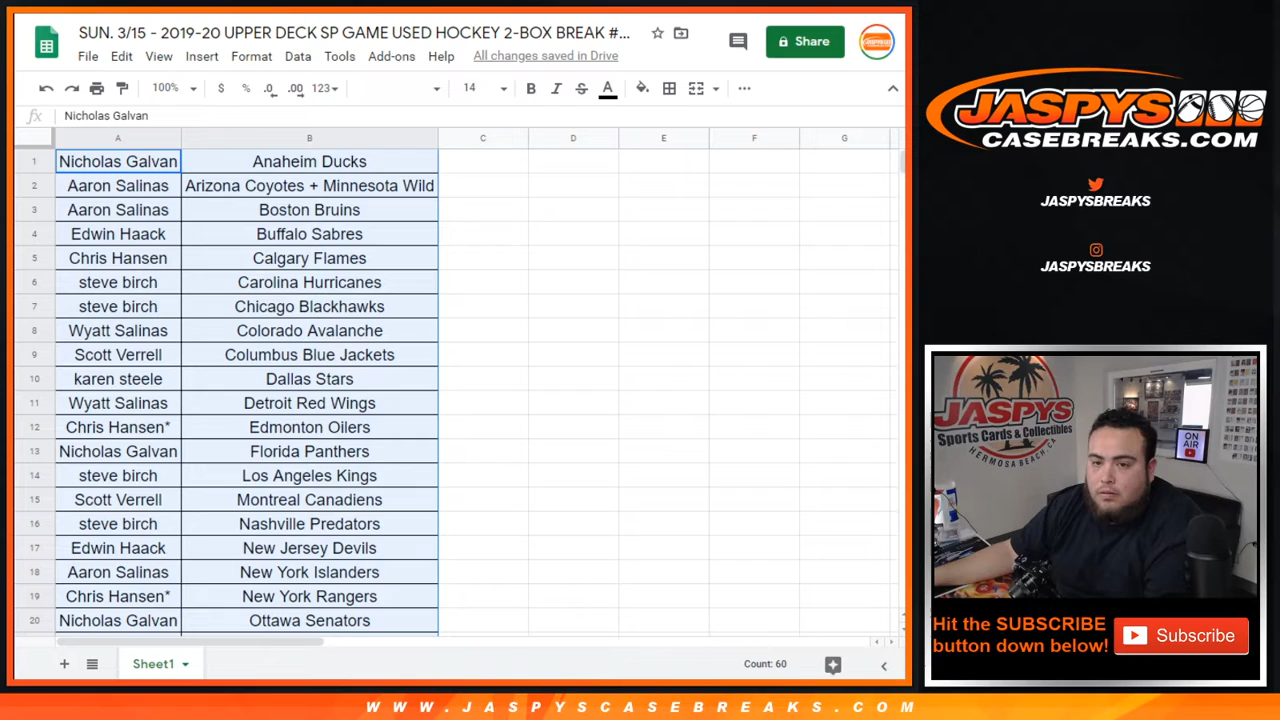 SUN. 3/15 - 2019-20 UPPER DECK SP GAME USED HOCKEY 2-BOX BREAK #...
File Edit View Insert Format Data Tools Add-ons Help All changes saved in Drive
Share
100% $ % .0 .00 123 14 B I S A
fx Nicholas Galvan
A B C D E F G
1 Nicholas Galvan Anaheim Ducks
2 Aaron Salinas Arizona Coyotes + Minnesota Wild
3 Aaron Salinas Boston Bruins
4 Edwin Haack Buffalo Sabres
5 Chris Hansen Calgary Flames
6 steve birch Carolina Hurricanes
7 steve birch Chicago Blackhawks
8 Wyatt Salinas Colorado Avalanche
9 Scott Verrell Columbus Blue Jackets
10 karen steele Dallas Stars
11 Wyatt Salinas Detroit Red Wings
12 Chris Hansen* Edmonton Oilers
13 Nicholas Galvan Florida Panthers
14 steve birch Los Angeles Kings
15 Scott Verrell Montreal Canadiens
16 steve birch Nashville Predators
17 Edwin Haack New Jersey Devils
18 Aaron Salinas New York Islanders
19 Chris Hansen* New York Rangers
20 Nicholas Galvan Ottawa Senators
Sheet1 Count: 60
JASPYS
CASEBREAKS.COM
JASPYSBREAKS
JASPYSBREAKS
JASPYS
Sports Cards & Collectibles
HERMOSA BEACH, CA
ON
AIR
Hit the SUBSCRIBE
button down below!
Subscribe
WWW.JASPYSCASEBREAKS.COM